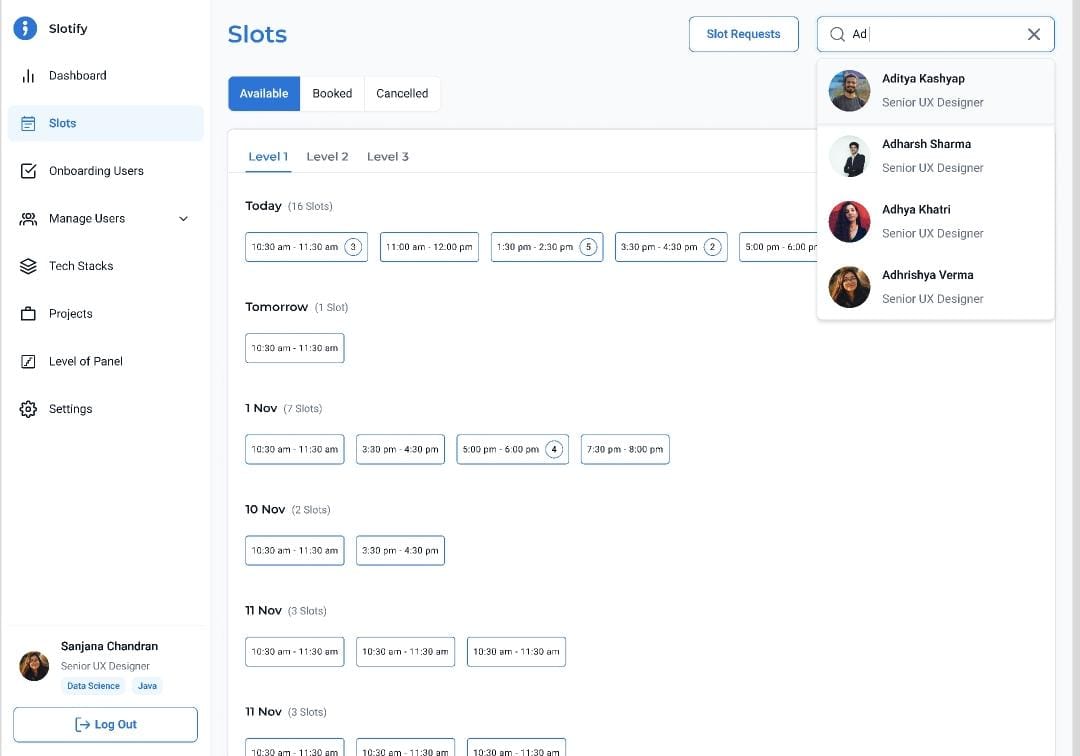 Slotify
Dashboard
Slots
Onboarding Users
Manage Users
Tech Stacks
Projects
Level of Panel
Settings
Sanjana Chandran
Senior UX Designer
Data Science Java
Log Out
Slots
Slot Requests
Ad
Aditya Kashyap
Senior UX Designer
Adharsh Sharma
Senior UX Designer
Adhya Khatri
Senior UX Designer
Adhrishya Verma
Senior UX Designer
Available Booked Cancelled
Level 1 Level 2 Level 3
Today (16 Slots)
10:30 am - 11:30 am 3 11:00 am - 12:00 pm 1:30 pm - 2:30 pm 5 3:30 pm - 4:30 pm 2 5:00 pm - 6:00 pm
Tomorrow (1 Slot)
10:30 am - 11:30 am
1 Nov (7 Slots)
10:30 am - 11:30 am 3:30 pm - 4:30 pm 5:00 pm - 6:00 pm 4 7:30 pm - 8:00 pm
10 Nov (2 Slots)
10:30 am - 11:30 am 3:30 pm - 4:30 pm
11 Nov (3 Slots)
10:30 am - 11:30 am 10:30 am - 11:30 am 10:30 am - 11:30 am
11 Nov (3 Slots)
10:30 am - 11:30 am 10:30 am - 11:30 am 10:30 am - 11:30 am